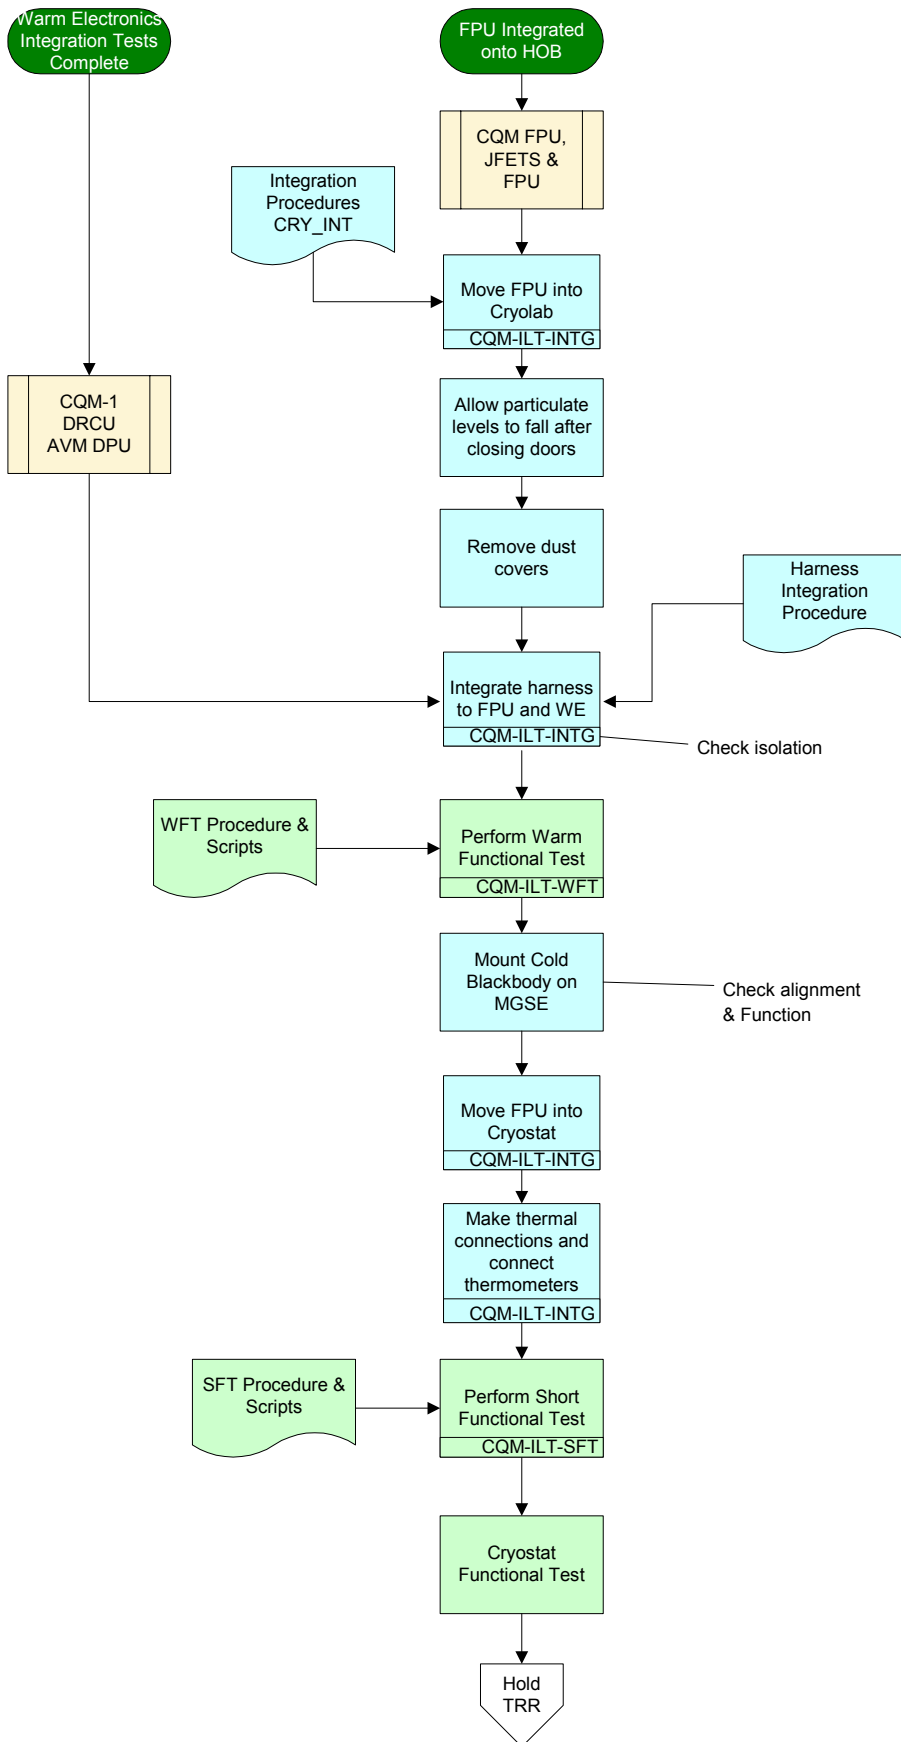 Warm Electronics
Integration Tests
Complete
FPU Integrated
onto HOB
CQM FPU,
JFETS &
FPU
Integration
Procedures
CRY_INT
Move FPU into
Cryolab
CQM-ILT-INTG
CQM-1
DRCU
AVM DPU
Allow particulate
levels to fall after
closing doors
Remove dust
covers
Harness
Integration
Procedure
Integrate harness
to FPU and WE
CQM-ILT-INTG
Check isolation
WFT Procedure &
Scripts
Perform Warm
Functional Test
CQM-ILT-WFT
Mount Cold
Blackbody on
MGSE
Check alignment
& Function
Move FPU into
Cryostat
CQM-ILT-INTG
Make thermal
connections and
connect
thermometers
CQM-ILT-INTG
SFT Procedure &
Scripts
Perform Short
Functional Test
CQM-ILT-SFT
Cryostat
Functional Test
Hold
TRR